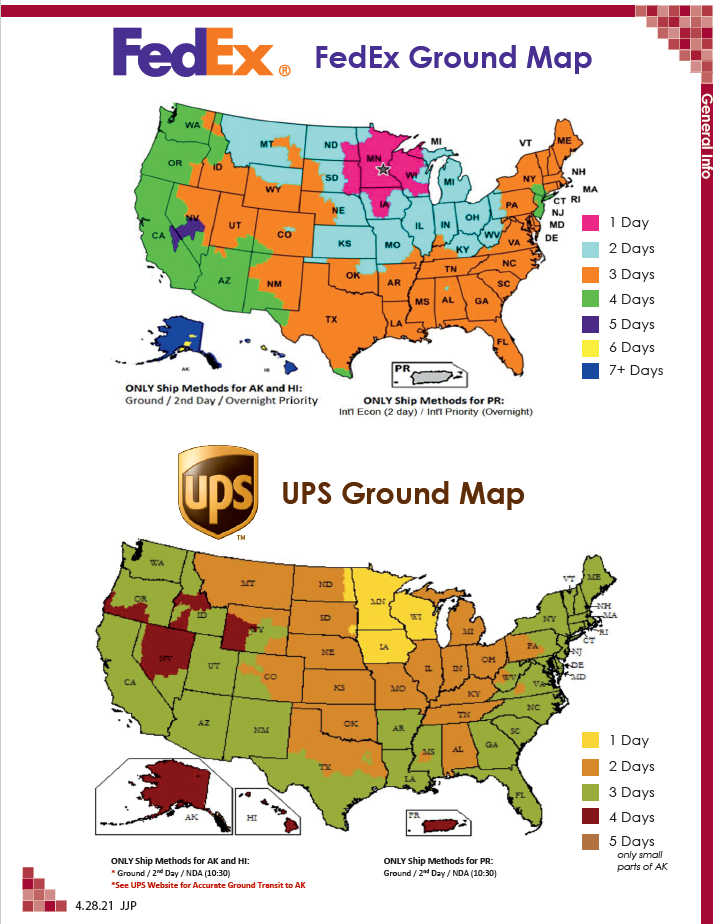 FedEx®
FedEx Ground Map
General Info
WA
MT
ND
MN
MI
VT
ME
OR
ID
SD
WI
MI
NY
NH
MA
WY
IA
PA
CT
RI
NJ
NV
NE
IL
IN
OH
MD
DE
CA
UT
CO
KS
MO
WV
VA
KY
AZ
NM
OK
AR
TN
NC
SC
MS
AL
GA
TX
LA
FL
AK
HI
PR
1 Day
2 Days
3 Days
4 Days
5 Days
6 Days
7+ Days
ONLY Ship Methods for AK and HI:
Ground / 2nd Day / Overnight Priority
ONLY Ship Methods for PR:
Int'l Econ (2 day) / Int'l Priority (Overnight)
ups
TM
UPS Ground Map
WA
MT
ND
MN
VT
ME
OR
ID
SD
WI
MI
NY
NH
MA
RI
CT
WY
IA
PA
NJ
DE
MD
NV
NE
IL
IN
OH
CA
UT
CO
KS
MO
WV
VA
KY
AZ
NM
OK
AR
TN
NC
SC
MS
AL
GA
TX
LA
FL
AK
HI
PR
1 Day
2 Days
3 Days
4 Days
5 Days
only small
parts of AK
ONLY Ship Methods for AK and HI:
* Ground / 2nd Day / NDA (10:30)
*See UPS Website for Accurate Ground Transit to AK
ONLY Ship Methods for PR:
Ground / 2nd Day / NDA (10:30)
4.28.21 JJP